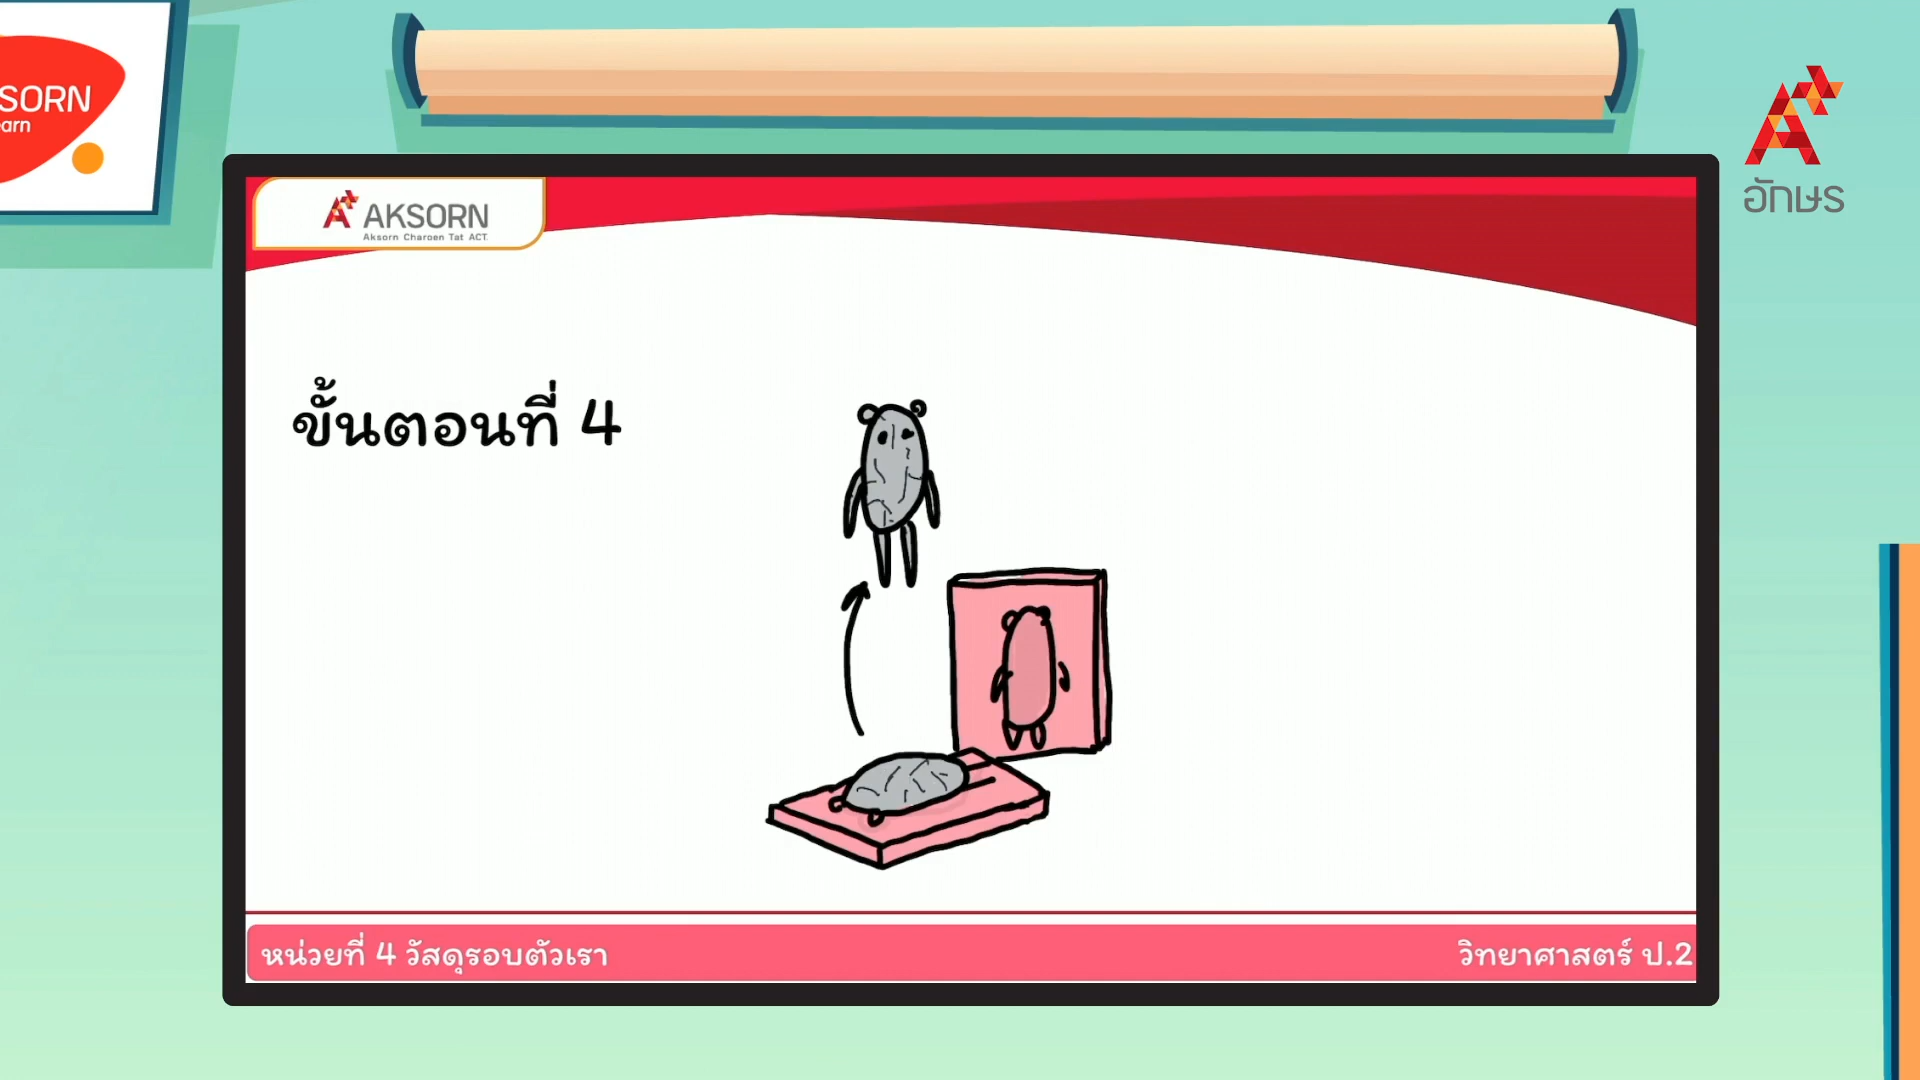 SORN
earn
อักษร
AKSORN
Aksorn Charoen Tat ACT.
ขั้นตอนที่ 4
หน่วยที่ 4 วัสดุรอบตัวเรา
วิทยาศาสตร์ ป.2